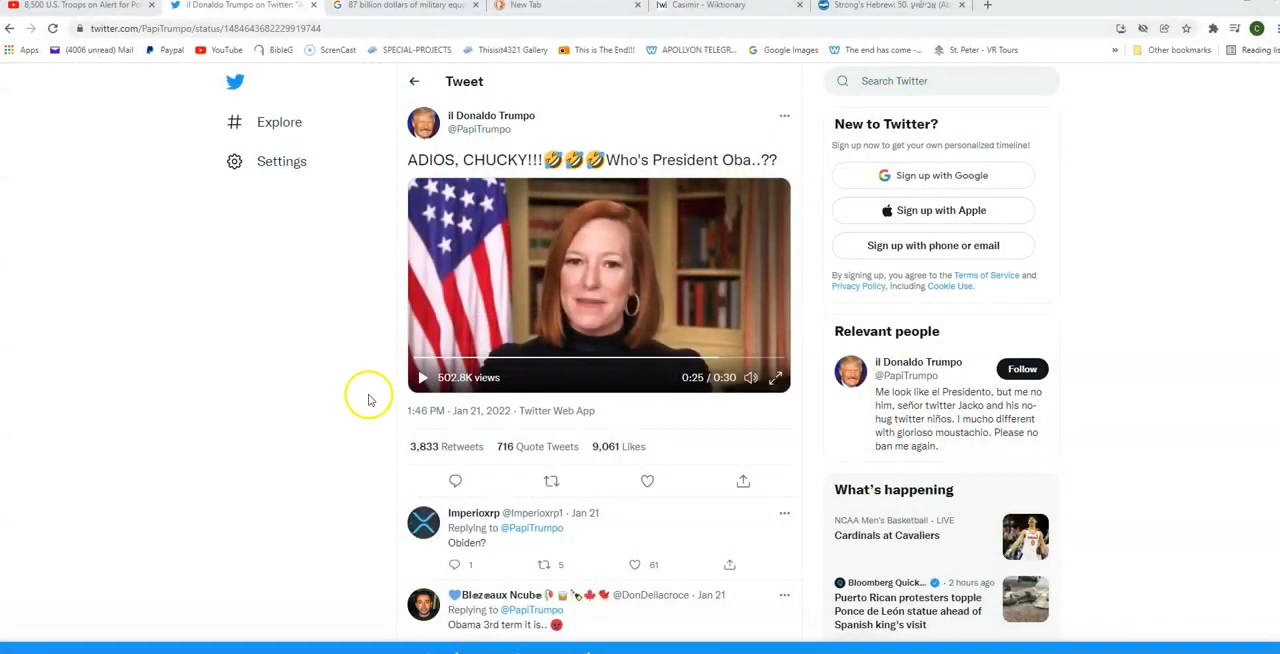 8,500 U.S. Troops on Alert for Po
il Donaldo Trumpo on Twitter: "A
87 billion dollars of military equ
New Tab
Casimir - Wiktionary
Strong's Hebrew: 50. אֲבִישׁוּעַ (Ab
twitter.com/PapiTrumpo/status/1484643682229919744
Apps
(4006 unread) Mail
Paypal
YouTube
BibleG
ScrenCast
SPECIAL-PROJECTS
Thisisit4321 Gallery
This is The End!!!
APOLLYON TELEGR...
Google Images
The end has come -...
St. Peter - VR Tours
»
Other bookmarks
Reading lis
Explore
Settings
Tweet
il Donaldo Trumpo
@PapiTrumpo
ADIOS, CHUCKY!!!🤣🤣🤣Who's President Oba..??
502.8K views
0:25 / 0:30
1:46 PM · Jan 21, 2022 · Twitter Web App
3,833 Retweets 716 Quote Tweets 9,061 Likes
Imperioxrp @Imperioxrp1 · Jan 21
Replying to @PapiTrumpo
Obiden?
1 5 61
Blezeaux Ncube @DonDeliacroce · Jan 21
Replying to @PapiTrumpo
Obama 3rd term it is.. 😡
Search Twitter
New to Twitter?
Sign up now to get your own personalized timeline!
Sign up with Google
Sign up with Apple
Sign up with phone or email
By signing up, you agree to the Terms of Service and
Privacy Policy, including Cookie Use.
Relevant people
il Donaldo Trumpo
@PapiTrumpo
Follow
Me look like el Presidento, but me no
him, señor twitter Jacko and his no-
hug twitter niños. I mucho different
with glorioso moustachio. Please no
ban me again.
What's happening
NCAA Men's Basketball · LIVE
Cardinals at Cavaliers
Bloomberg Quick... · 2 hours ago
Puerto Rican protesters topple
Ponce de León statue ahead of
Spanish king's visit